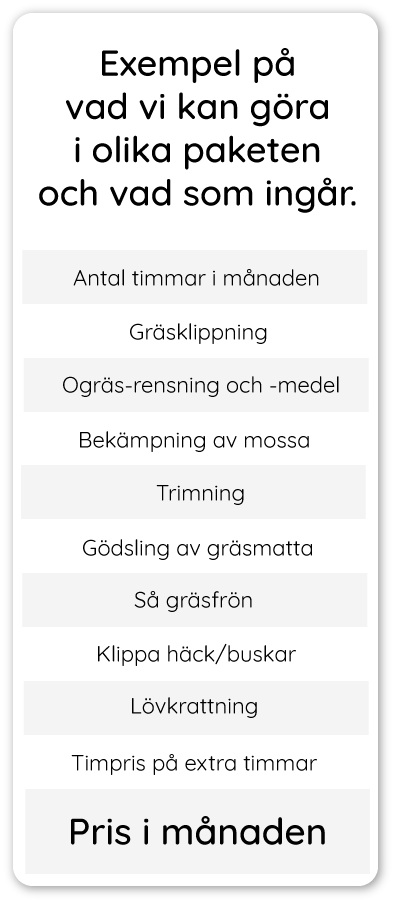 Exempel på
vad vi kan göra
i olika paketen
och vad som ingår.
Antal timmar i månaden
Gräsklippning
Ogräs-rensning och -medel
Bekämpning av mossa
Trimning
Gödsling av gräsmatta
Så gräsfrön
Klippa häck/buskar
Lövkrattning
Timpris på extra timmar
Pris i månaden